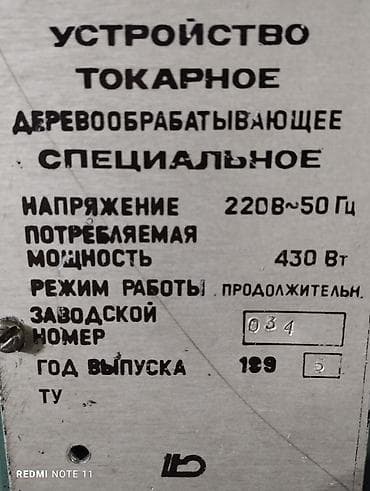 УСТРОЙСТВО
ТОКАРНОЕ
ДЕРЕВООБРАБАТЫВАЮЩЕЕ
СПЕЦИАЛЬНОЕ
НАПРЯЖЕНИЕ 220В~50 Гц
ПОТРЕБЛЯЕМАЯ
МОЩНОСТЬ 430 Вт
РЕЖИМ РАБОТЫ ПРОДОЛЖИТЕЛЬН.
ЗАВОДСКОЙ
НОМЕР 034
ГОД ВЫПУСКА 199
ТУ
REDMI NOTE 11